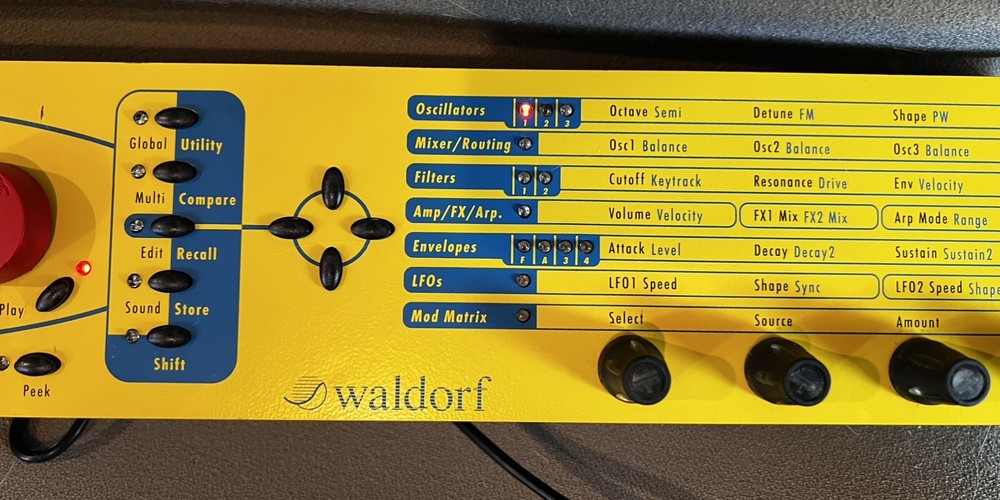 Global Utility
Multi Compare
Edit Recall
Sound Store
Shift
Play
Peek
Oscillators 1 2 3 Octave Semi Detune FM Shape PW
Mixer/Routing Osc1 Balance Osc2 Balance Osc3 Balance
Filters 1 2 Cutoff Keytrack Resonance Drive Env Velocity
Amp/FX/Arp. Volume Velocity FX1 Mix FX2 Mix Arp Mode Range
Envelopes F A 3 4 Attack Level Decay Decay2 Sustain Sustain2
LFOs LFO1 Speed Shape Sync LFO2 Speed Shape
Mod Matrix Select Source Amount
waldorf